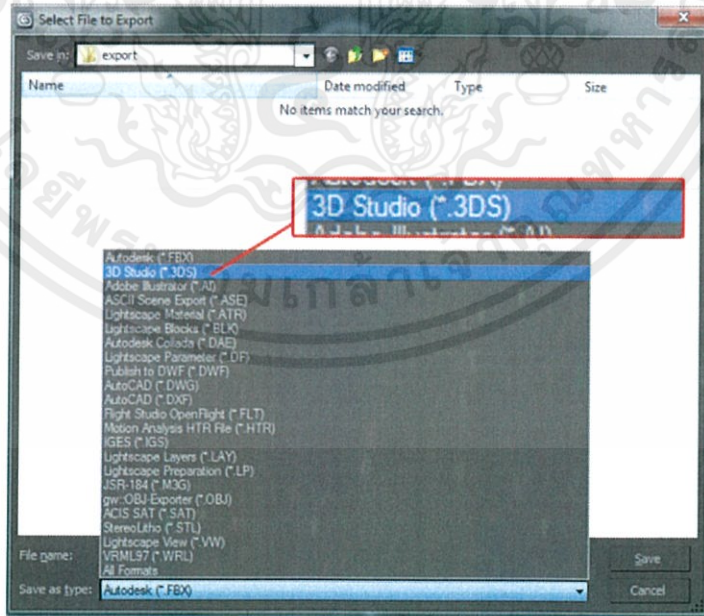 Select File to Export
Save in: export
Name Date modified Type Size
No items match your search.
3D Studio (*.3DS)
Autodesk (*.FBX)
3D Studio (*.3DS)
Adobe Illustrator (*.AI)
ASCII Scene Export (*.ASE)
Lightscape Material (*.ATR)
Lightscape Blocks (*.BLK)
Autodesk Collada (*.DAE)
Lightscape Parameter (*.DF)
Publish to DWF (*.DWF)
AutoCAD (*.DWG)
AutoCAD (*.DXF)
Flight Studio OpenFlight (*.FLT)
Motion Analysis HTR File (*.HTR)
IGES (*.IGS)
Lightscape Layers (*.LAY)
Lightscape Preparation (*.LP)
JSR-184 (*.M3G)
gw::OBJ-Exporter (*.OBJ)
ACIS SAT (*.SAT)
StereoLitho (*.STL)
Lightscape View (*.VW)
VRML97 (*.WRL)
All Formats
File name: Save
Save as type: Autodesk (*.FBX) Cancel